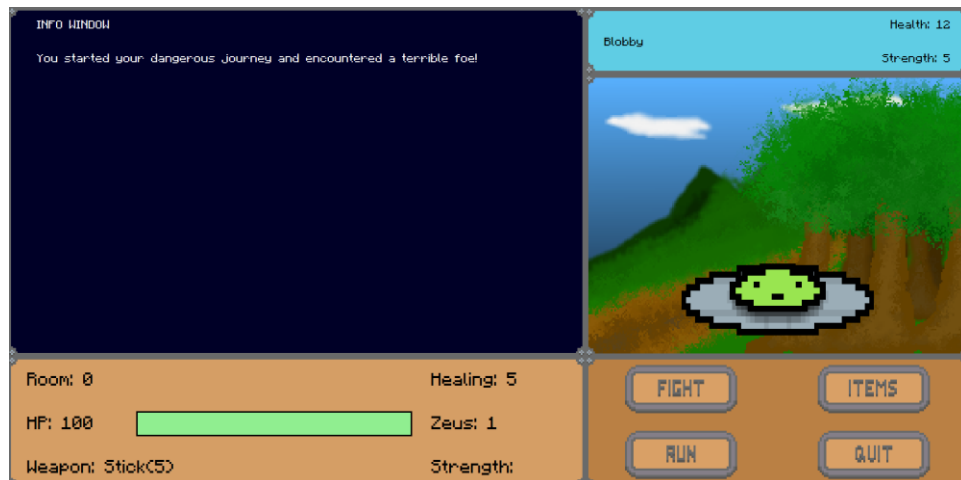 INFO WINDOW
You started your dangerous journey and encountered a terrible foe!
Blobby
Health: 12
Strength: 5
Room: 0
Healing: 5
HP: 100
Zeus: 1
Weapon: Stick(5)
Strength:
FIGHT
ITEMS
RUN
QUIT